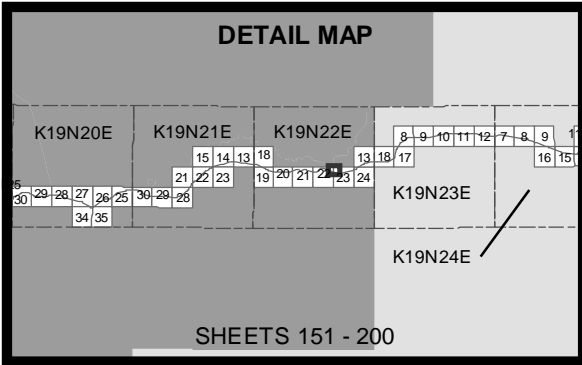 DETAIL MAP
K19N20E K19N21E K19N22E
8 9 10 11 12 7 8 9
15 14 13 18 13 18 17 16 15
21 22 23 19 20 21 22 23 24
K19N23E
25
30 29 28 27 26 25 30 29 28
34 35
K19N24E
SHEETS 151 - 200